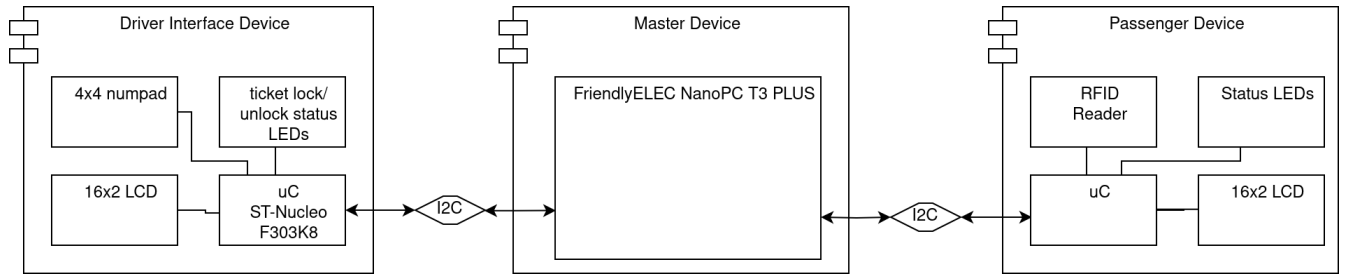 Driver Interface Device
4x4 numpad
ticket lock/
unlock status
LEDs
16x2 LCD
uC
ST-Nucleo
F303K8
I2C
Master Device
FriendlyELEC NanoPC T3 PLUS
I2C
Passenger Device
RFID
Reader
Status LEDs
uC
16x2 LCD